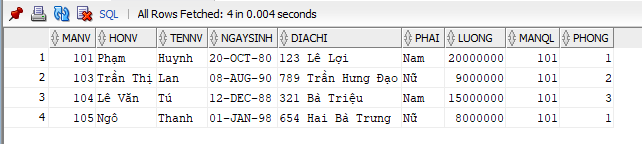 SQL | All Rows Fetched: 4 in 0.004 seconds
MANV HONV TENNV NGAYSINH DIACHI PHAI LUONG MANQL PHONG
1 101 Phạm Huynh 20-OCT-80 123 Lê Lợi Nam 20000000 101 1
2 103 Trần Thị Lan 08-AUG-90 789 Trần Hưng Đạo Nữ 9000000 101 2
3 104 Lê Văn Tú 12-DEC-88 321 Bà Triệu Nam 15000000 101 3
4 105 Ngô Thanh 01-JAN-98 654 Hai Bà Trưng Nữ 8000000 101 1